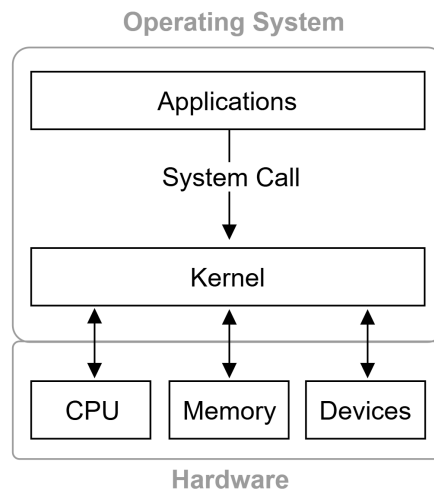 Operating System
Applications
System Call
Kernel
CPU Memory Devices
Hardware